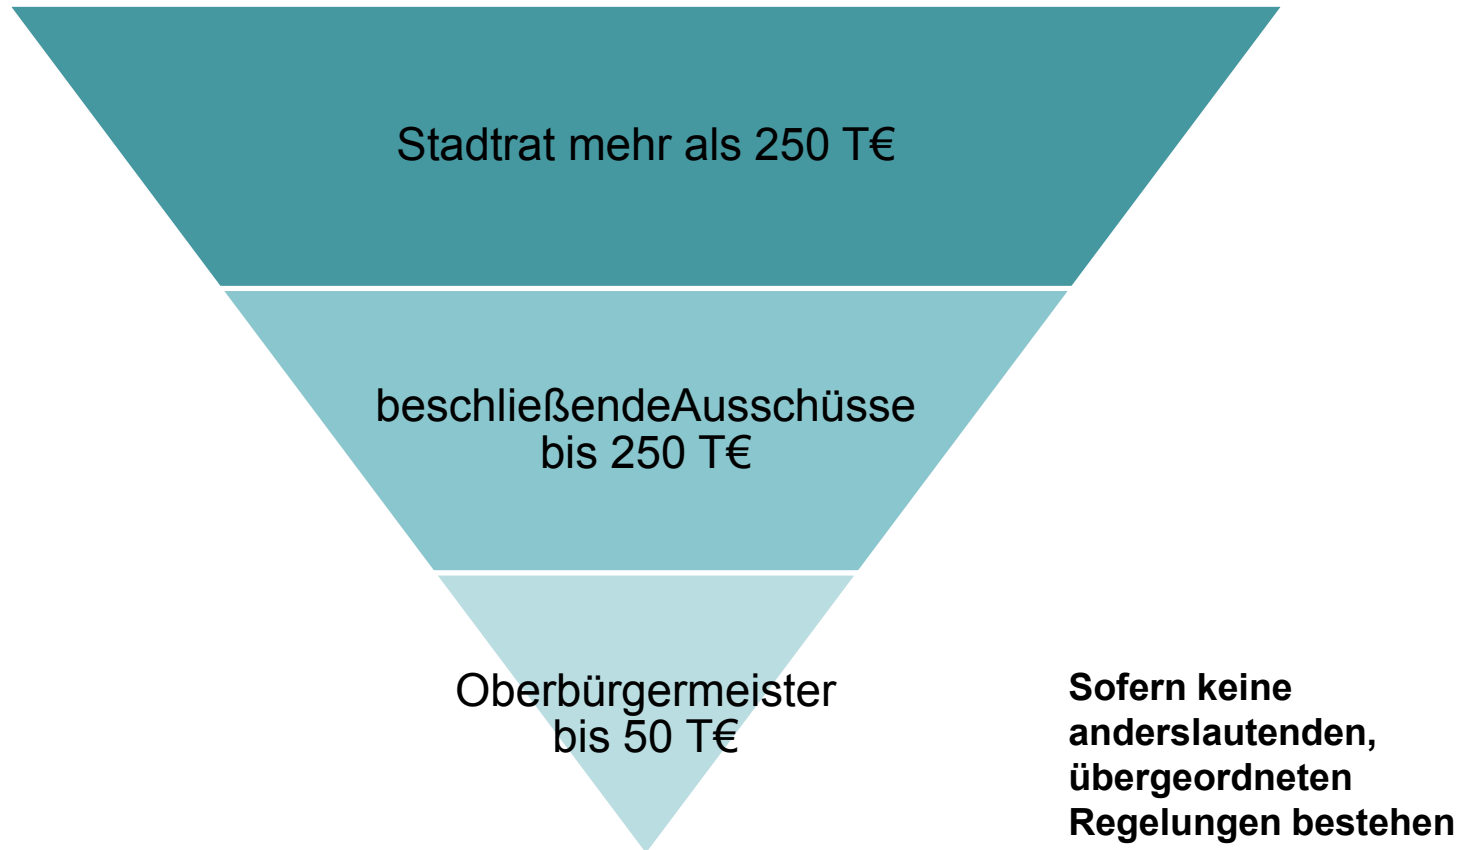 Stadtrat mehr als 250 T€
beschließendeAusschüsse
bis 250 T€
Oberbürgermeister
bis 50 T€
Sofern keine
anderslautenden,
übergeordneten
Regelungen bestehen